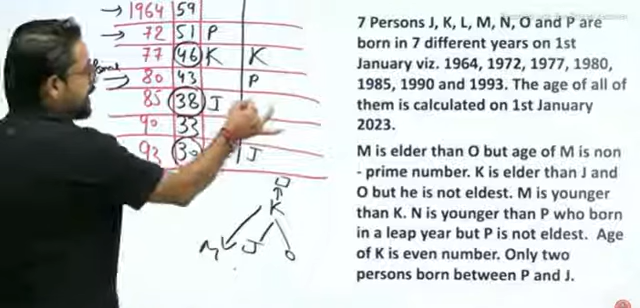 → 1964 59
→ 72 51 P
77 46 K K
→ 80 43 P
85 38 J
90 33
93 30 J
K
M J O
7 Persons J, K, L, M, N, O and P are
born in 7 different years on 1st
January viz. 1964, 1972, 1977, 1980,
1985, 1990 and 1993. The age of all of
them is calculated on 1st January
2023.
M is elder than O but age of M is non
- prime number. K is elder than J and
O but he is not eldest. M is younger
than K. N is younger than P who born
in a leap year but P is not eldest. Age
of K is even number. Only two
persons born between P and J.